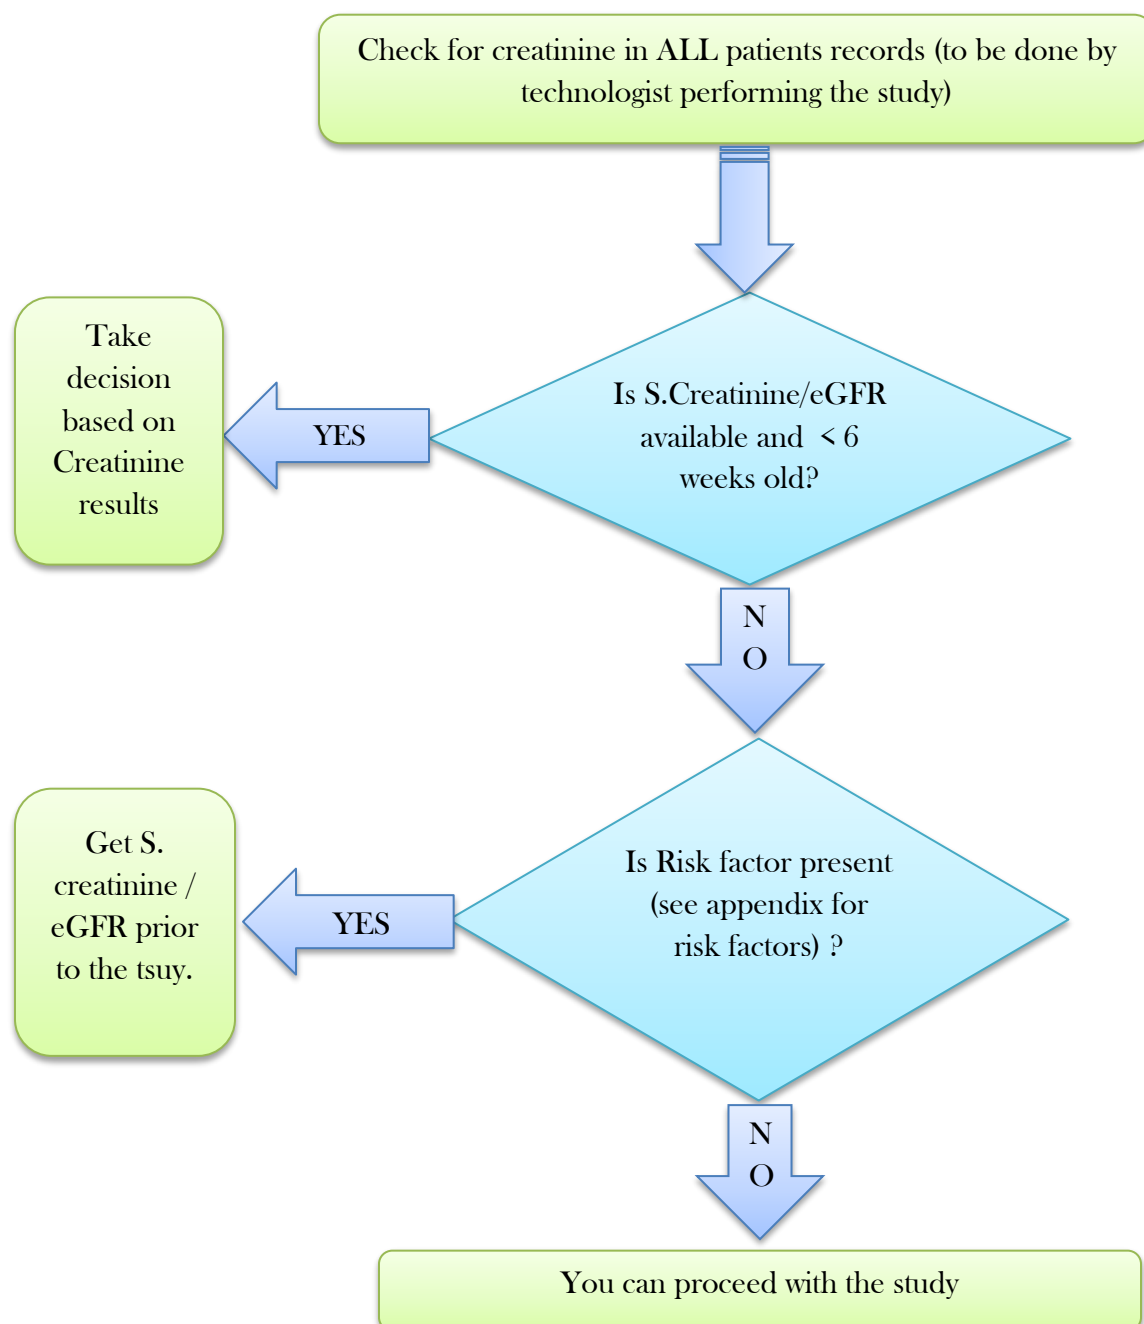 Check for creatinine in ALL patients records (to be done by
technologist performing the study)
Is S.Creatinine/eGFR
available and < 6
weeks old?
YES
Take
decision
based on
Creatinine
results
N
O
Is Risk factor present
(see appendix for
risk factors) ?
YES
Get S.
creatinine /
eGFR prior
to the tsuy.
N
O
You can proceed with the study